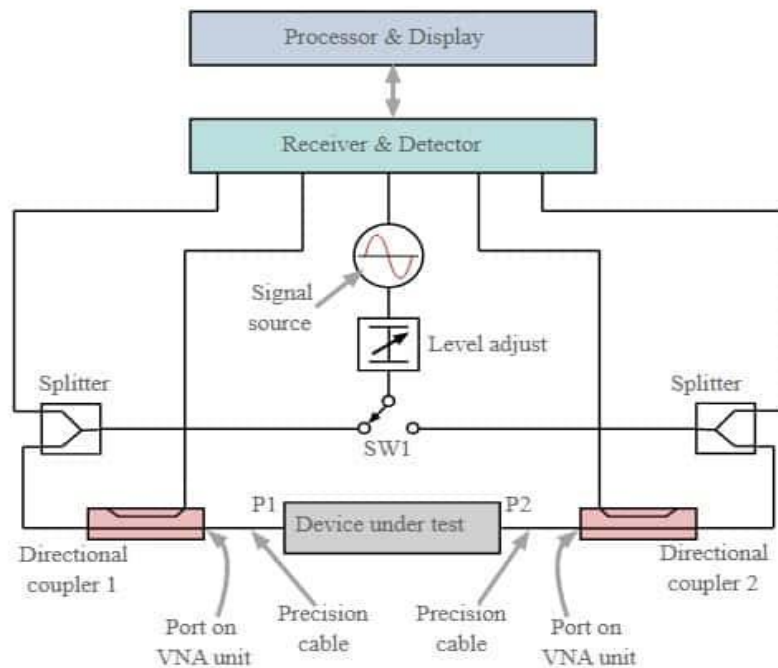 Processor & Display
Receiver & Detector
Signal
source
Level adjust
Splitter
Splitter
SW1
P1
P2
Device under test
Directional
coupler 1
Directional
coupler 2
Port on
VNA unit
Precision
cable
Precision
cable
Port on
VNA unit